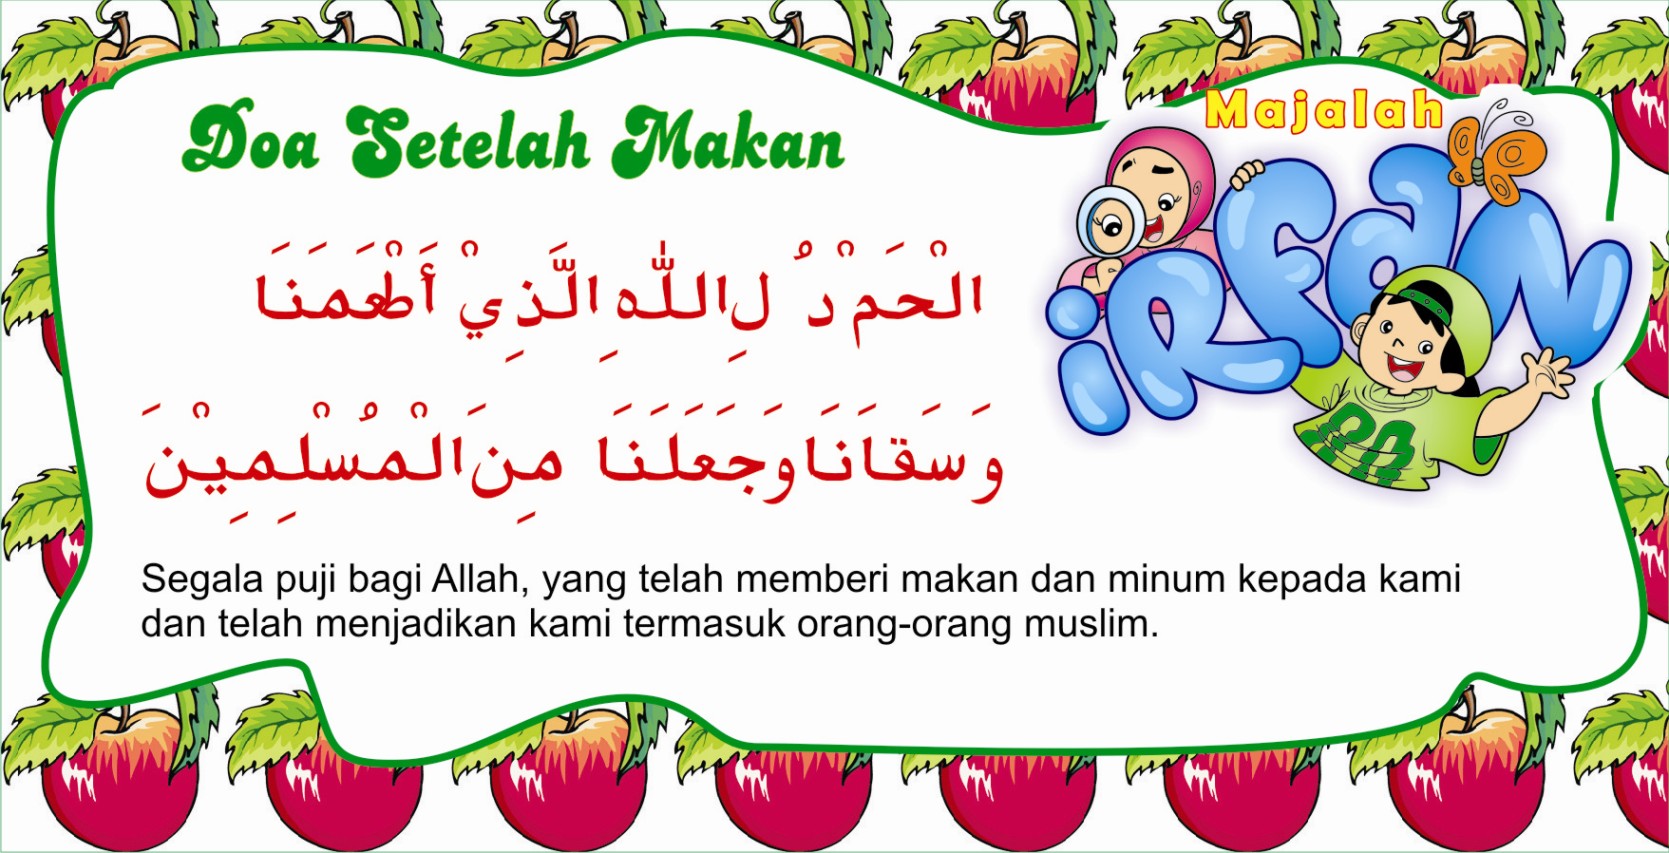 Doa Setelah Makan
Majalah
iRFaN
الْحَمْدُ لِاللّٰهِ الَّذِيْ أَطْعَمَنَا
وَسَقَانَا وَجَعَلَنَا مِنَ الْمُسْلِمِيْنَ
Segala puji bagi Allah, yang telah memberi makan dan minum kepada kami
dan telah menjadikan kami termasuk orang-orang muslim.